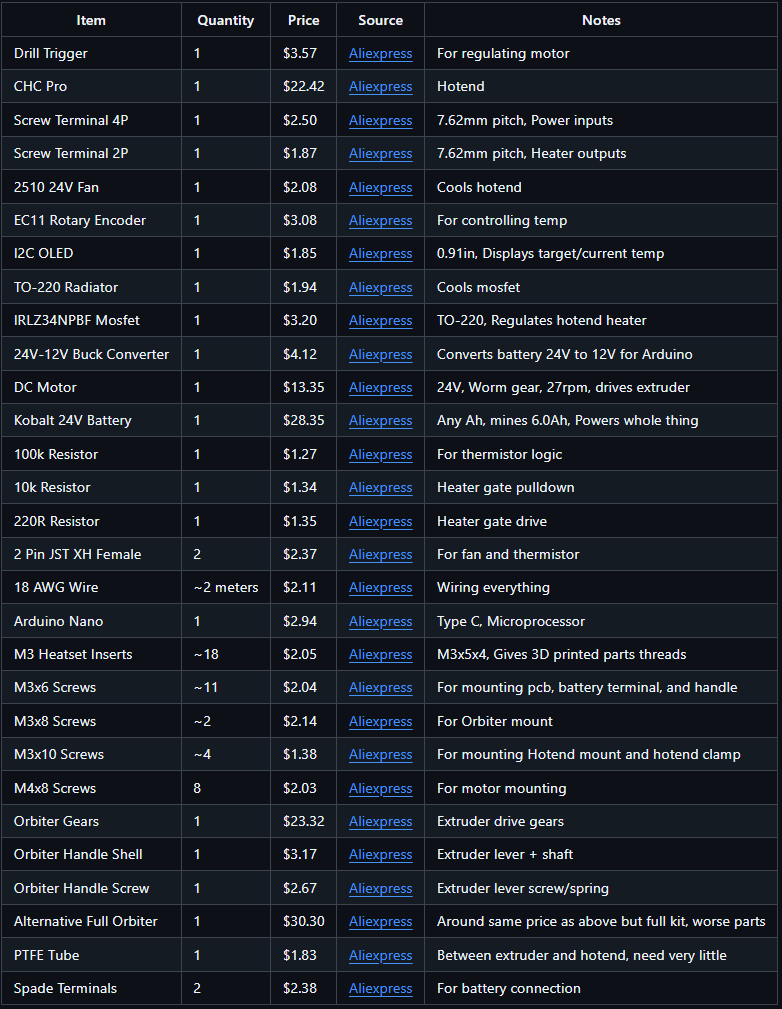 Item Quantity Price Source Notes
Drill Trigger 1 $3.57 Aliexpress For regulating motor
CHC Pro 1 $22.42 Aliexpress Hotend
Screw Terminal 4P 1 $2.50 Aliexpress 7.62mm pitch, Power inputs
Screw Terminal 2P 1 $1.87 Aliexpress 7.62mm pitch, Heater outputs
2510 24V Fan 1 $2.08 Aliexpress Cools hotend
EC11 Rotary Encoder 1 $3.08 Aliexpress For controlling temp
I2C OLED 1 $1.85 Aliexpress 0.91in, Displays target/current temp
TO-220 Radiator 1 $1.94 Aliexpress Cools mosfet
IRLZ34NPBF Mosfet 1 $3.20 Aliexpress TO-220, Regulates hotend heater
24V-12V Buck Converter 1 $4.12 Aliexpress Converts battery 24V to 12V for Arduino
DC Motor 1 $13.35 Aliexpress 24V, Worm gear, 27rpm, drives extruder
Kobalt 24V Battery 1 $28.35 Aliexpress Any Ah, mines 6.0Ah, Powers whole thing
100k Resistor 1 $1.27 Aliexpress For thermistor logic
10k Resistor 1 $1.34 Aliexpress Heater gate pulldown
220R Resistor 1 $1.35 Aliexpress Heater gate drive
2 Pin JST XH Female 2 $2.37 Aliexpress For fan and thermistor
18 AWG Wire ~2 meters $2.11 Aliexpress Wiring everything
Arduino Nano 1 $2.94 Aliexpress Type C, Microprocessor
M3 Heatset Inserts ~18 $2.05 Aliexpress M3x5x4, Gives 3D printed parts threads
M3x6 Screws ~11 $2.04 Aliexpress For mounting pcb, battery terminal, and handle
M3x8 Screws ~2 $2.14 Aliexpress For Orbiter mount
M3x10 Screws ~4 $1.38 Aliexpress For mounting Hotend mount and hotend clamp
M4x8 Screws 8 $2.03 Aliexpress For motor mounting
Orbiter Gears 1 $23.32 Aliexpress Extruder drive gears
Orbiter Handle Shell 1 $3.17 Aliexpress Extruder lever + shaft
Orbiter Handle Screw 1 $2.67 Aliexpress Extruder lever screw/spring
Alternative Full Orbiter 1 $30.30 Aliexpress Around same price as above but full kit, worse parts
PTFE Tube 1 $1.83 Aliexpress Between extruder and hotend, need very little
Spade Terminals 2 $2.38 Aliexpress For battery connection